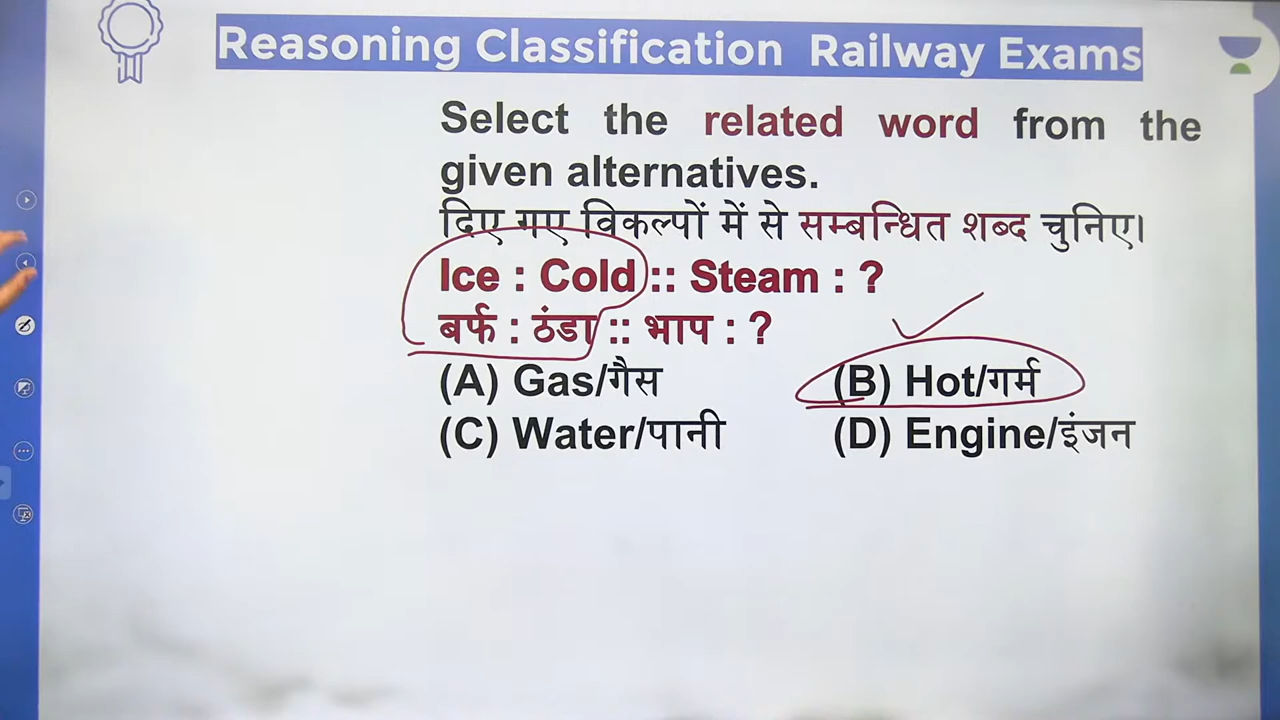 Reasoning Classification Railway Exams
Select the related word from the
given alternatives.
दिए गए विकल्पों में से सम्बन्धित शब्द चुनिए।
Ice : Cold :: Steam : ?
बर्फ : ठंडा :: भाप : ?
(A) Gas/गैस (B) Hot/गर्म
(C) Water/पानी (D) Engine/इंजन